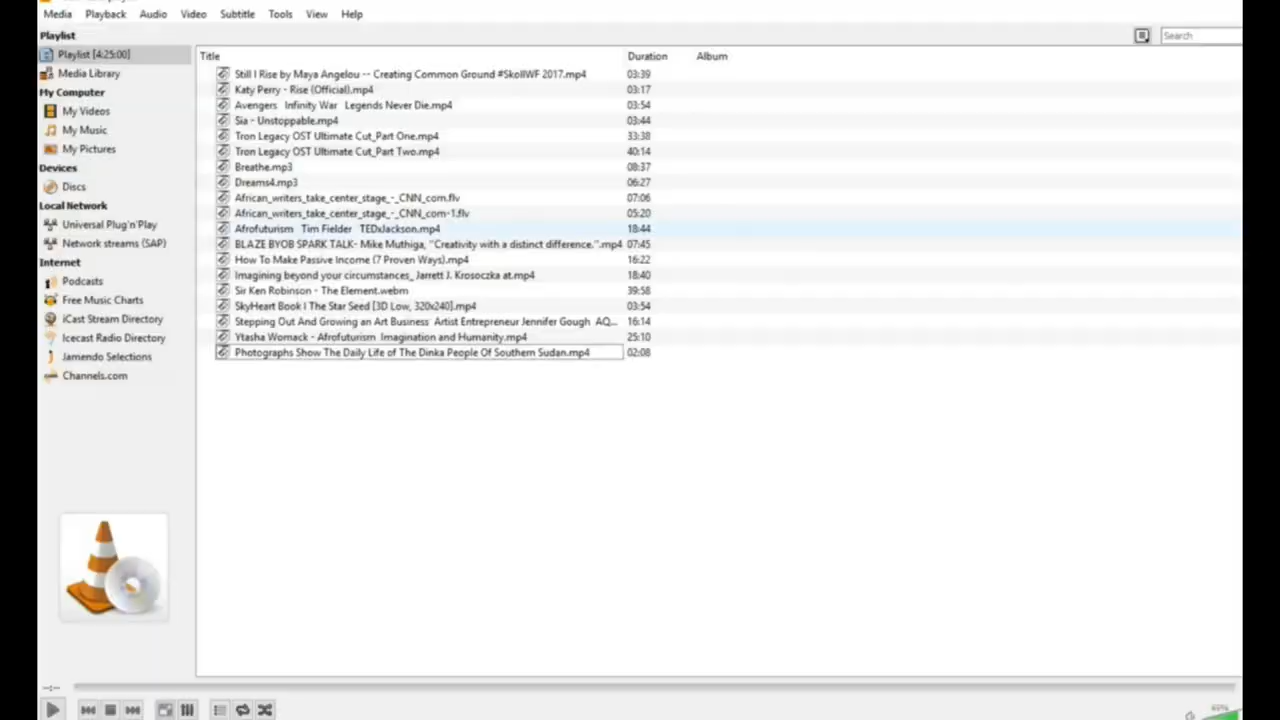 Media Playback Audio Video Subtitle Tools View Help
Playlist
Search
Playlist [4:25:00]
Media Library
My Computer
My Videos
My Music
My Pictures
Devices
Discs
Local Network
Universal Plug'n'Play
Network streams (SAP)
Internet
Podcasts
Free Music Charts
iCast Stream Directory
Icecast Radio Directory
Jamendo Selections
Channels.com
Title Duration Album
Still I Rise by Maya Angelou -- Creating Common Ground #SkollWF 2017.mp4 03:39
Katy Perry - Rise (Official).mp4 03:17
Avengers Infinity War Legends Never Die.mp4 03:54
Sia - Unstoppable.mp4 03:44
Tron Legacy OST Ultimate Cut_Part One.mp4 33:38
Tron Legacy OST Ultimate Cut_Part Two.mp4 40:14
Breathe.mp3 08:37
Dreams4.mp3 06:27
African_writers_take_center_stage_-_CNN_com.flv 07:06
African_writers_take_center_stage_-_CNN_com-1.flv 05:20
Afrofuturism Tim Fielder TEDxJackson.mp4 18:44
BLAZE BYOB SPARK TALK- Mike Muthiga, "Creativity with a distinct difference.".mp4 07:45
How To Make Passive Income (7 Proven Ways).mp4 16:22
Imagining beyond your circumstances_ Jarrett J. Krosoczka at.mp4 18:40
Sir Ken Robinson - The Element.webm 39:58
SkyHeart Book I The Star Seed [3D Low, 320x240].mp4 03:54
Stepping Out And Growing an Art Business Artist Entrepreneur Jennifer Gough AQ... 16:14
Ytasha Womack - Afrofuturism Imagination and Humanity.mp4 25:10
Photographs Show The Daily Life of The Dinka People Of Southern Sudan.mp4 02:08
--:--